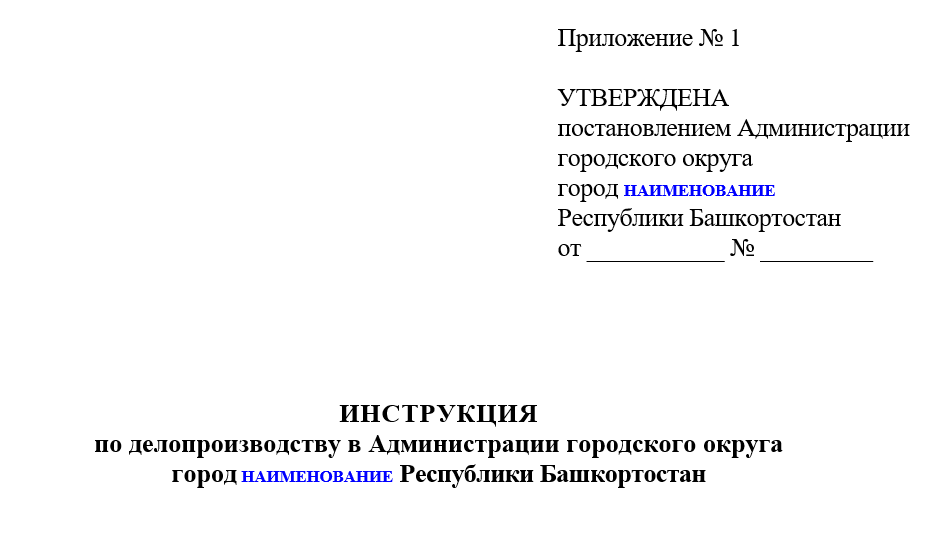 Приложение № 1
УТВЕРЖДЕНА
постановлением Администрации
городского округа
город НАИМЕНОВАНИЕ
Республики Башкортостан
от ___________ № _________
ИНСТРУКЦИЯ
по делопроизводству в Администрации городского округа
город НАИМЕНОВАНИЕ Республики Башкортостан